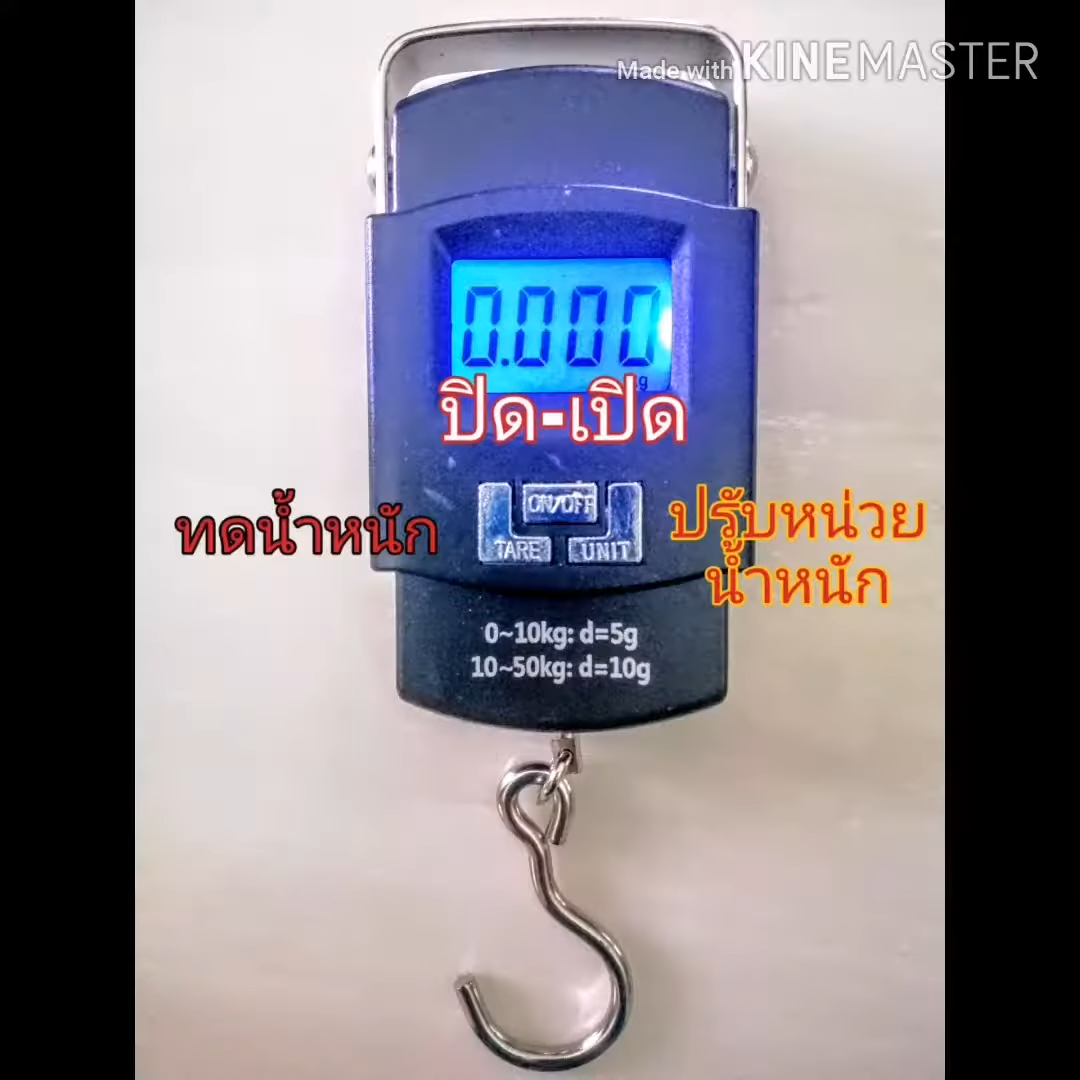 Made with KINEMASTER
0.000
ปิด-เปิด
ON/OFF
ทดน้ำหนัก
TARE
UNIT
ปรับหน่วย
น้ำหนัก
0~10kg: d=5g
10~50kg: d=10g